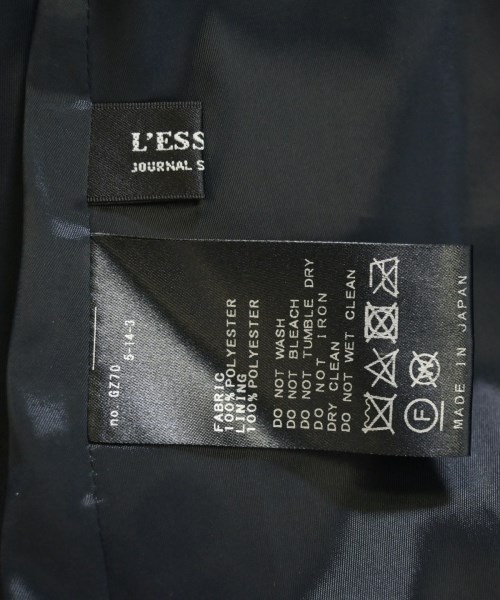 L'ESS
JOURNAL S
no. GZ70
5-14-3
FABRIC
100% POLYESTER
LINING
100% POLYESTER
DO NOT WASH
DO NOT BLEACH
DO NOT TUMBLE DRY
DO NOT IRON
DRY CLEAN
DO NOT WET CLEAN
F
W
MADE IN JAPAN